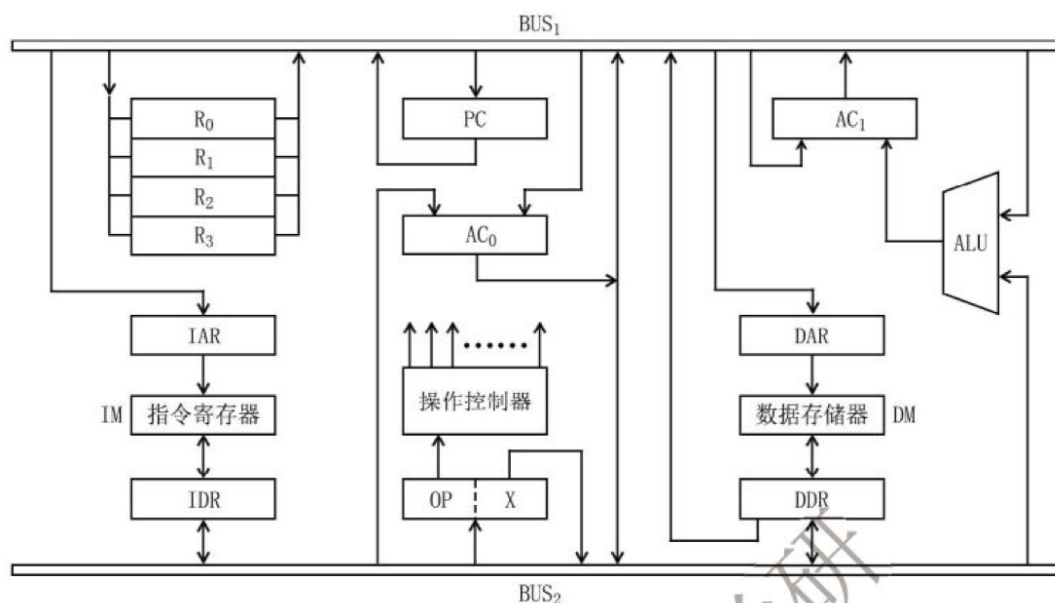 BUS₁
R₀
R₁
R₂
R₃
PC
AC₀
AC₁
ALU
IAR
DAR
IM
指令寄存器
操作控制器
数据存储器
DM
IDR
OP
X
DDR
BUS₂
研